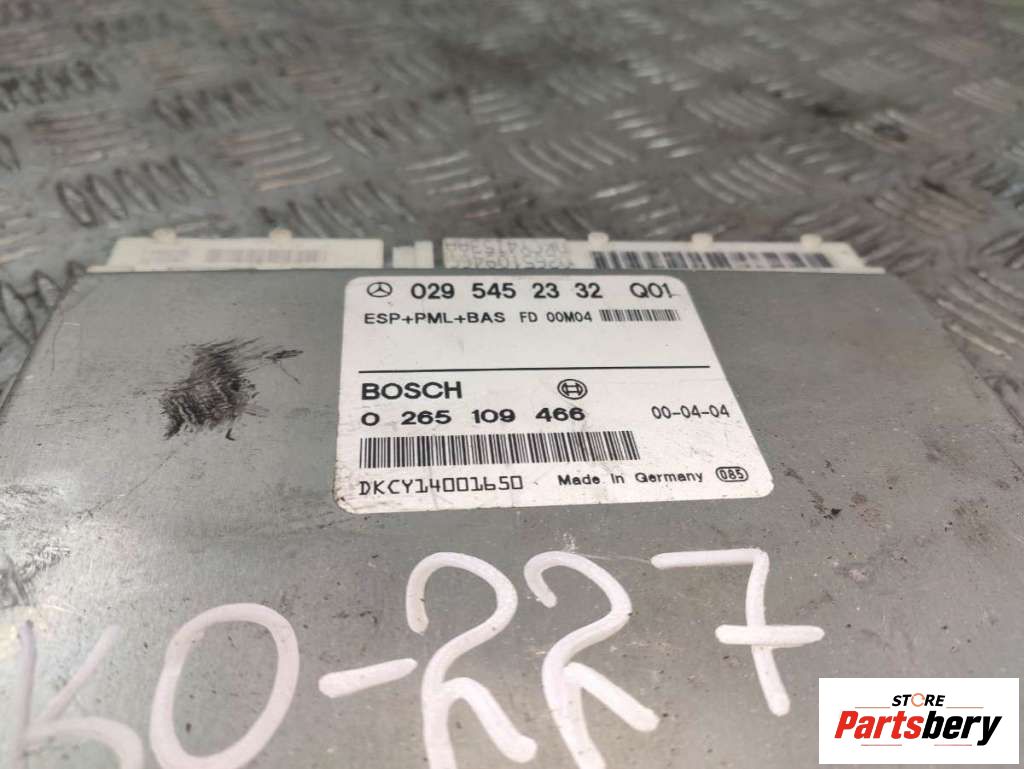 029 545 23 32 Q01
ESP+PML+BAS FD 00M04
BOSCH
0 265 109 466 00-04-04
DKCY14001650 Made in Germany 085
KO-227
STORE
Partsbery